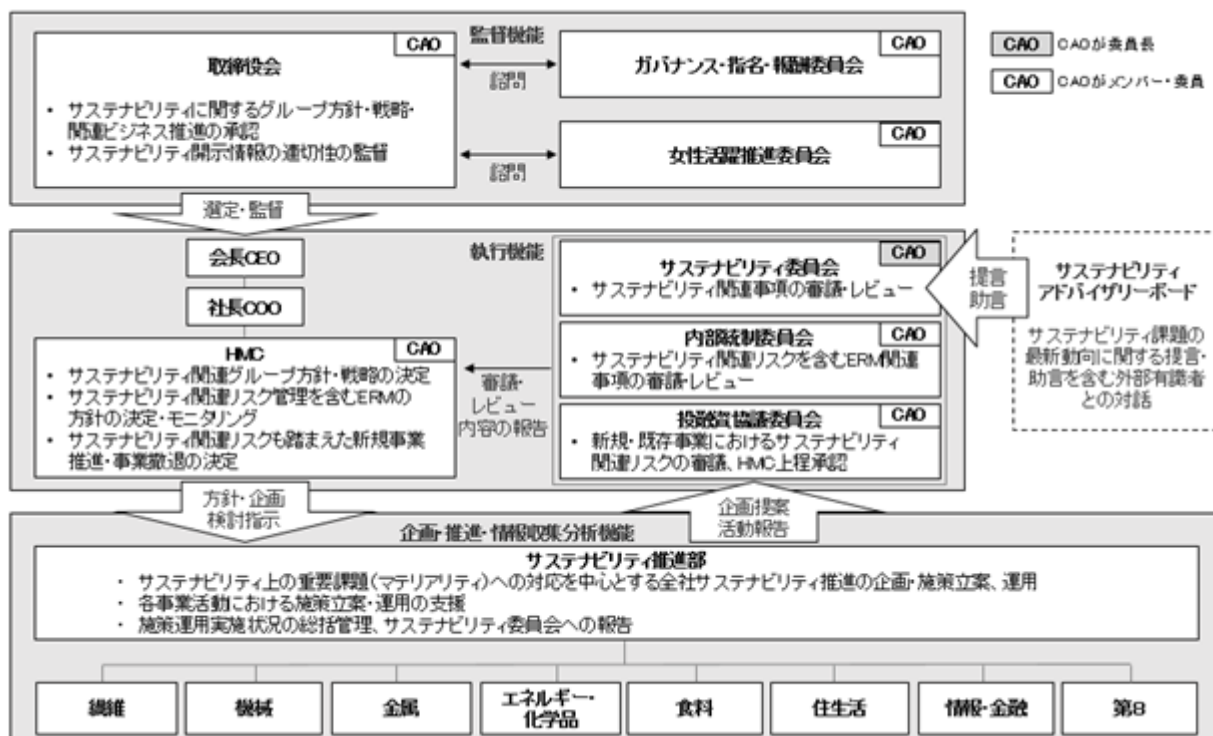 監督機能
CAO
取締役会
・ サステナビリティに関するグループ方針・戦略・
関連ビジネス推進の承認
・ サステナビリティ開示情報の適切性の監督
諮問
諮問
CAO
ガバナンス・指名・報酬委員会
CAO
女性活躍推進委員会
CAO CAOが委員長
CAO CAOがメンバー・委員
選定・監督
執行機能
会長CEO
社長COO
CAO
HMC
・ サステナビリティ関連グループ方針・戦略の決定
・ サステナビリティ関連リスク管理を含むERMの
方針の決定・モニタリング
・ サステナビリティ関連リスクも踏まえた新規事業
推進・事業撤退の決定
審議・
レビュー
内容の報告
CAO
サステナビリティ委員会
・ サステナビリティ関連事項の審議・レビュー
CAO
内部統制委員会
・ サステナビリティ関連リスクを含むERM関連
事項の審議・レビュー
CAO
投融資協議委員会
・ 新規・既存事業におけるサステナビリティ
関連リスクの審議、HMC上程承認
提言
助言
サステナビリティ
アドバイザリーボード
サステナビリティ課題の
最新動向に関する提言・
助言を含む外部有識者
との対話
方針・企画
検討指示
企画提案
活動報告
企画・推進・情報収集分析機能
サステナビリティ推進部
・ サステナビリティ上の重要課題(マテリアリティ)への対応を中心とする全社サステナビリティ推進の企画・施策立案、運用
・ 各事業活動における施策立案・運用の支援
・ 施策運用実施状況の総括管理、サステナビリティ委員会への報告
繊維
機械
金属
エネルギー・
化学品
食料
住生活
情報・金融
第8